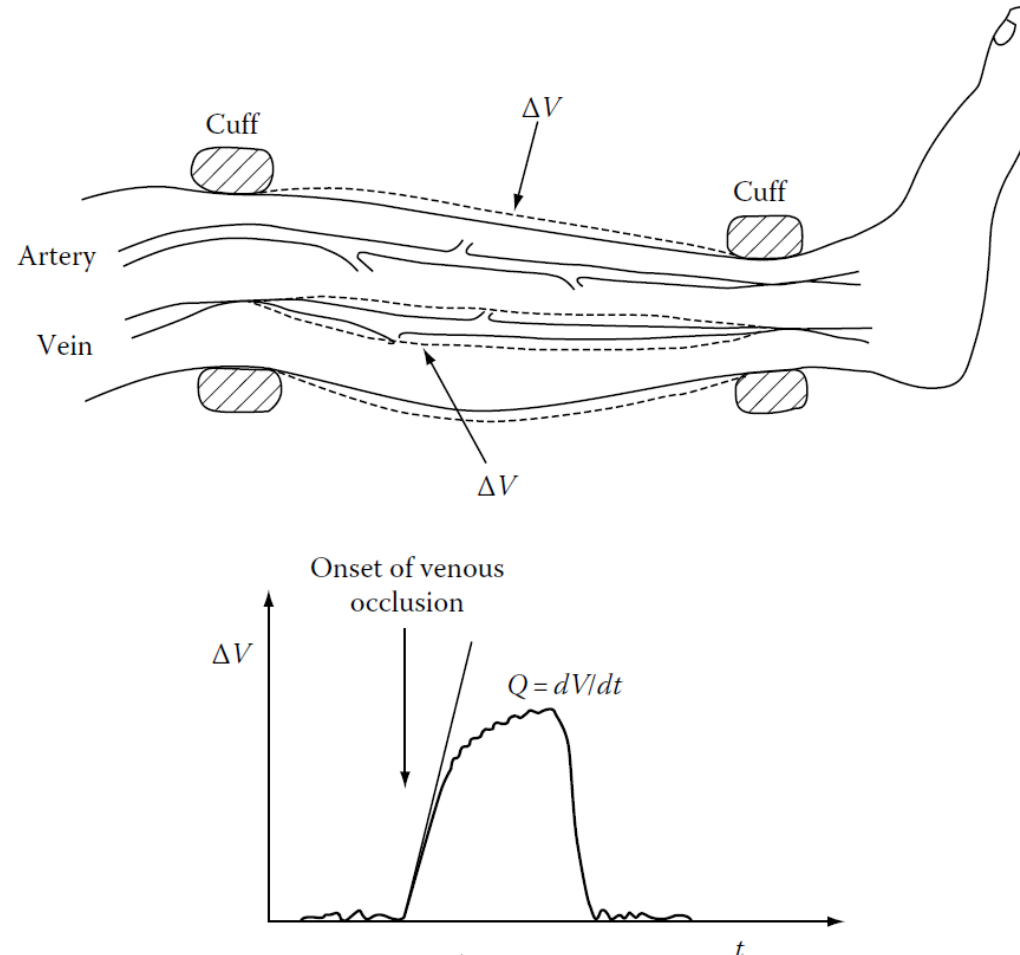 ΔV
Cuff
Cuff
Artery
Vein
ΔV
Onset of venous
occlusion
ΔV
Q = dV/dt
t